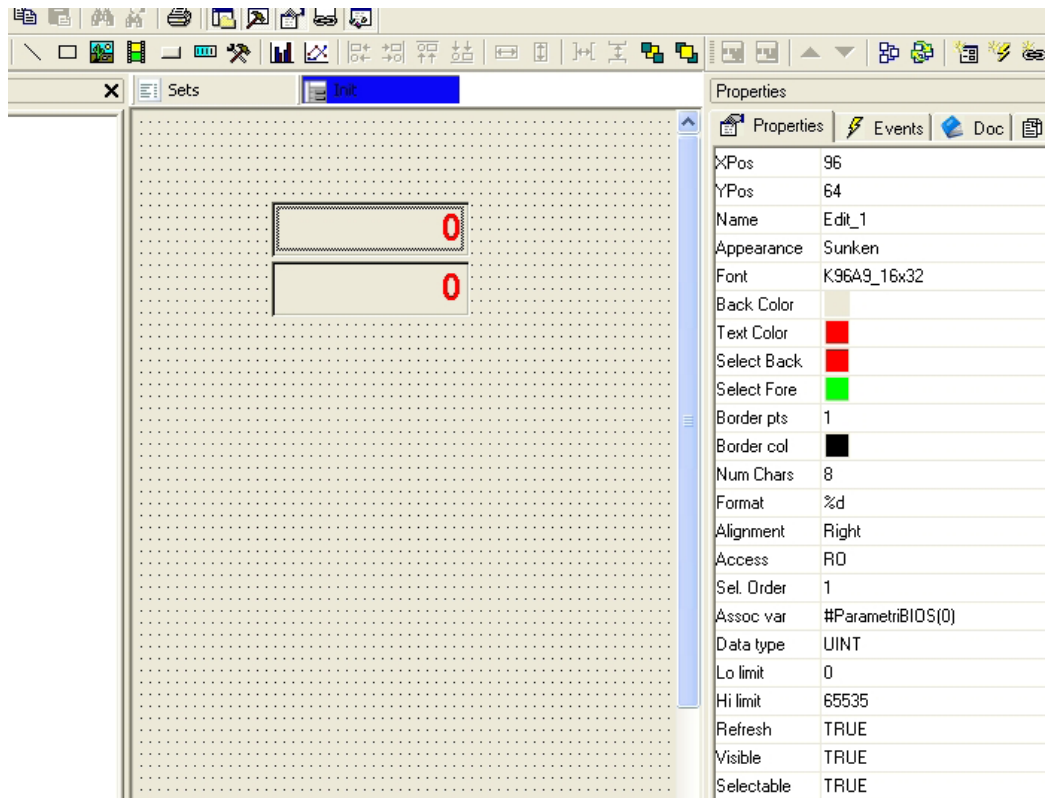 Sets
Init
0
0
Properties
Properties
Events
Doc
XPos 96
YPos 64
Name Edit_1
Appearance Sunken
Font K96A9_16x32
Back Color
Text Color
Select Back
Select Fore
Border pts 1
Border col
Num Chars 8
Format %d
Alignment Right
Access RO
Sel. Order 1
Assoc var #ParametriBIOS(0)
Data type UINT
Lo limit 0
Hi limit 65535
Refresh TRUE
Visible TRUE
Selectable TRUE